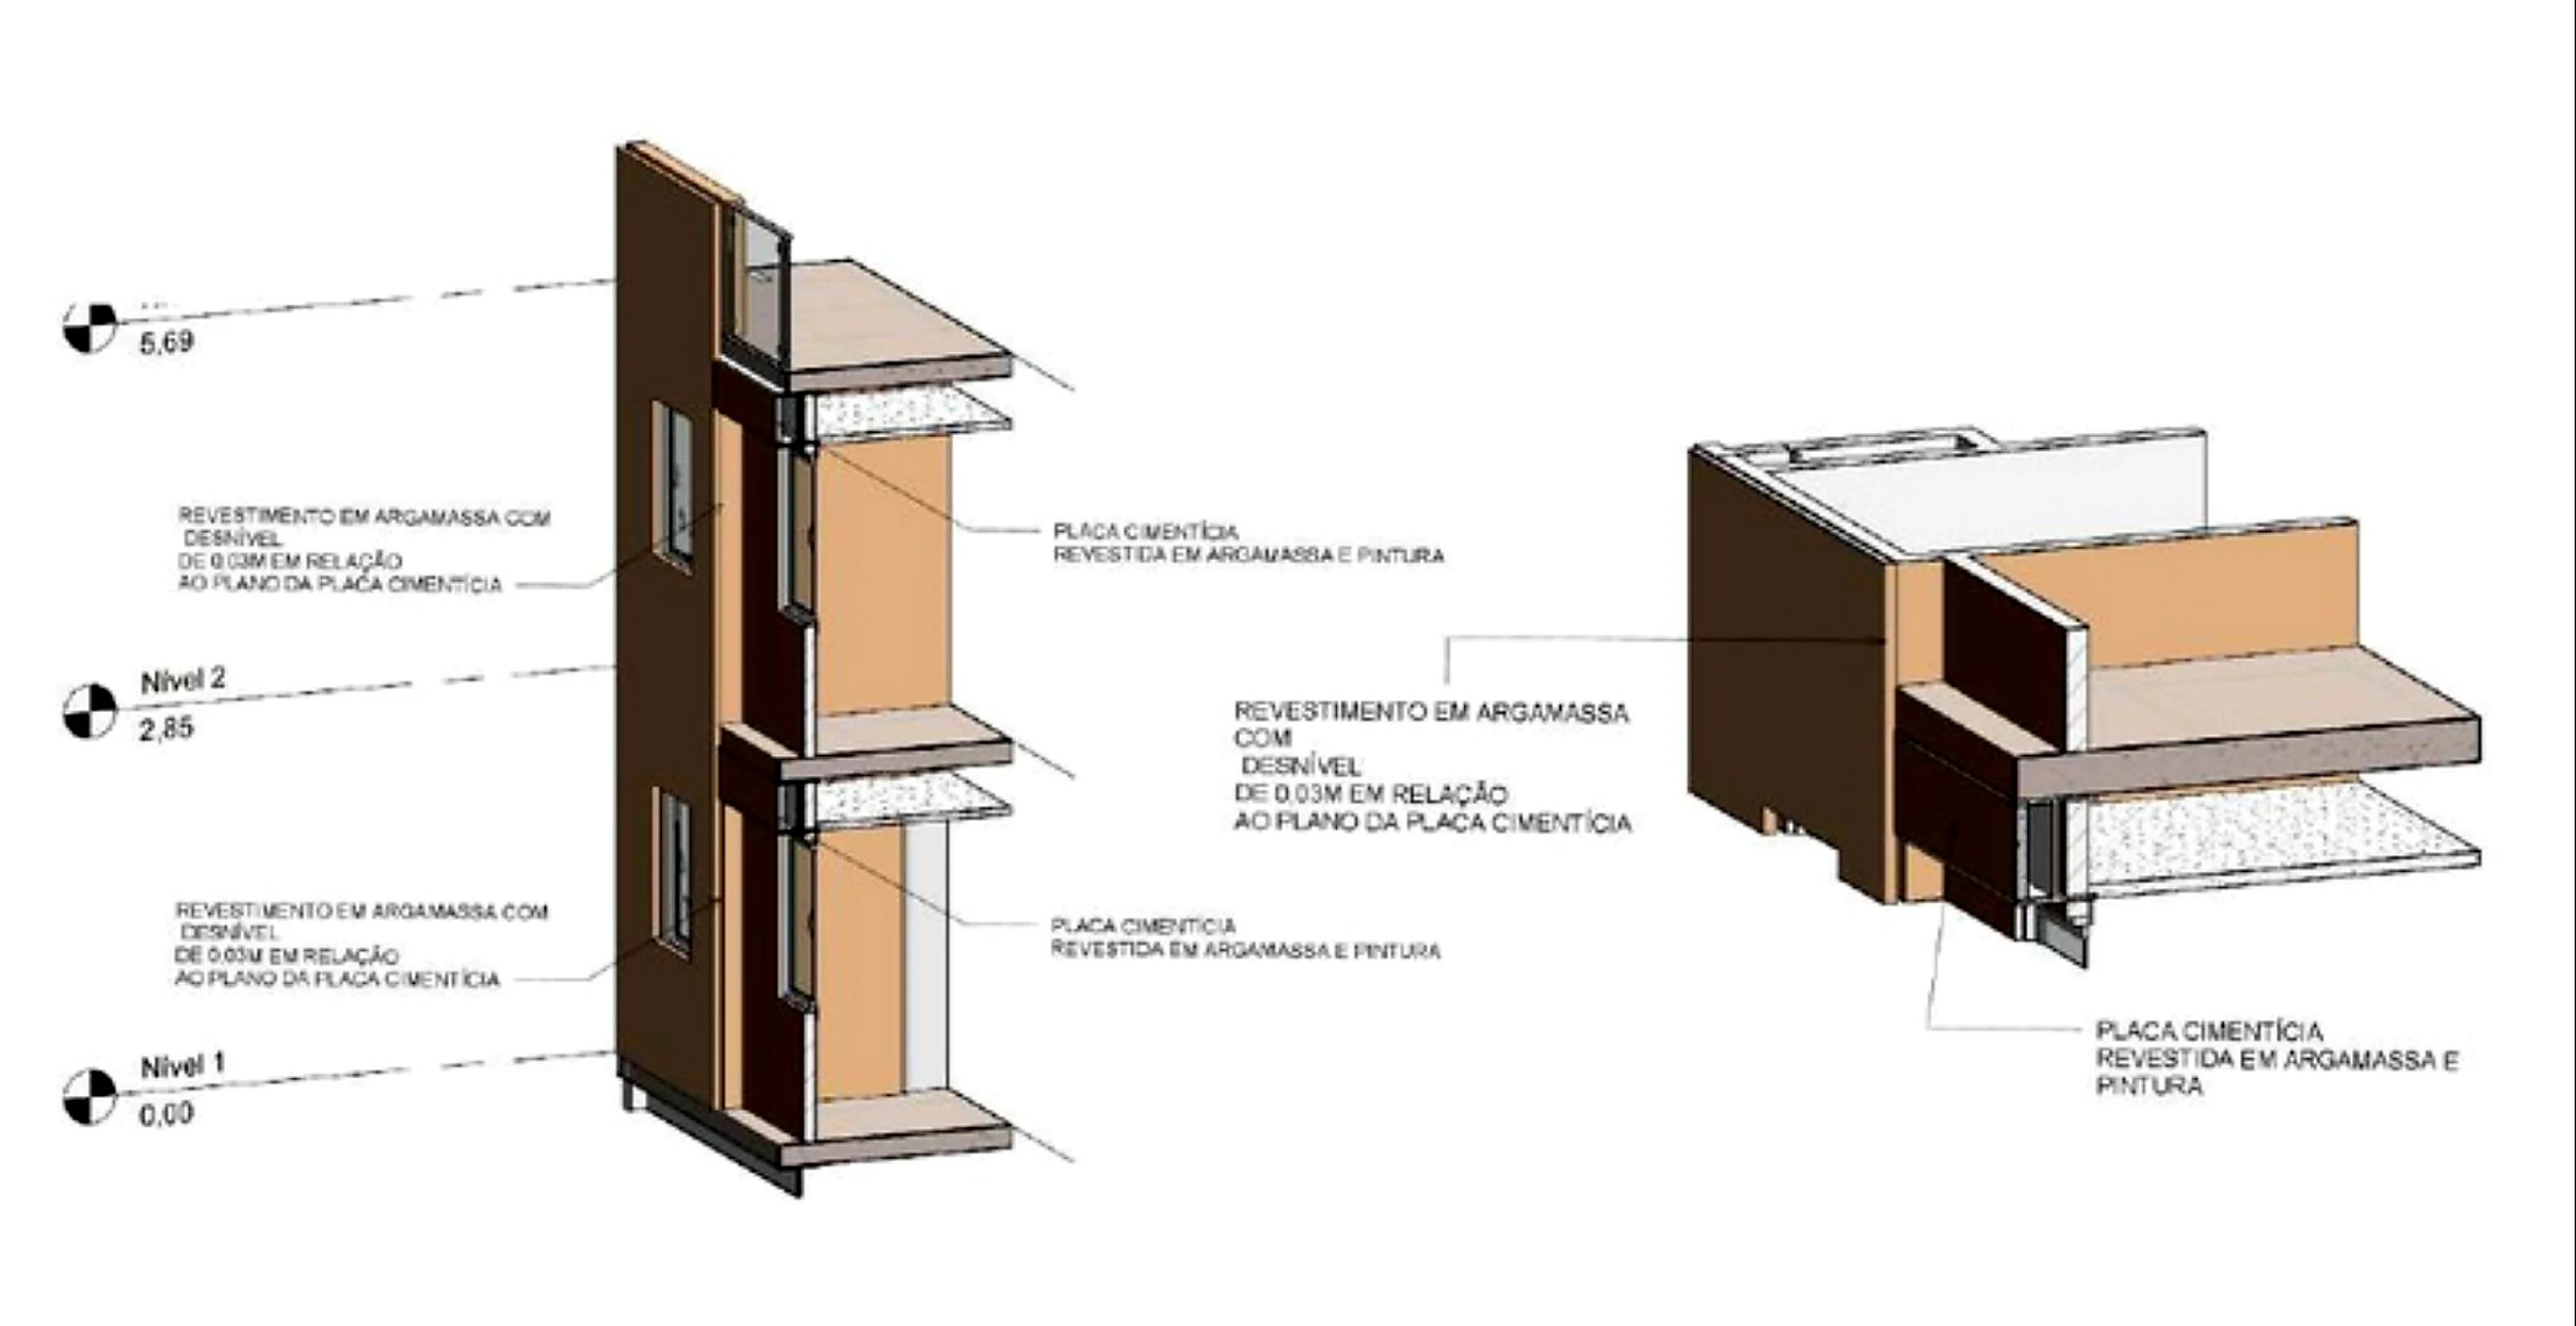 5,69
REVESTIMENTO EM ARGAMASSA COM
DESNÍVEL
DE 0,03M EM RELAÇÃO
AO PLANO DA PLACA CIMENTÍCIA
PLACA CIMENTÍCIA
REVESTIDA EM ARGAMASSA E PINTURA
Nível 2
2,85
REVESTIMENTO EM ARGAMASSA COM
DESNÍVEL
DE 0,03M EM RELAÇÃO
AO PLANO DA PLACA CIMENTÍCIA
PLACA CIMENTÍCIA
REVESTIDA EM ARGAMASSA E PINTURA
Nível 1
0,00
REVESTIMENTO EM ARGAMASSA
COM
DESNÍVEL
DE 0,03M EM RELAÇÃO
AO PLANO DA PLACA CIMENTÍCIA
PLACA CIMENTÍCIA
REVESTIDA EM ARGAMASSA E
PINTURA